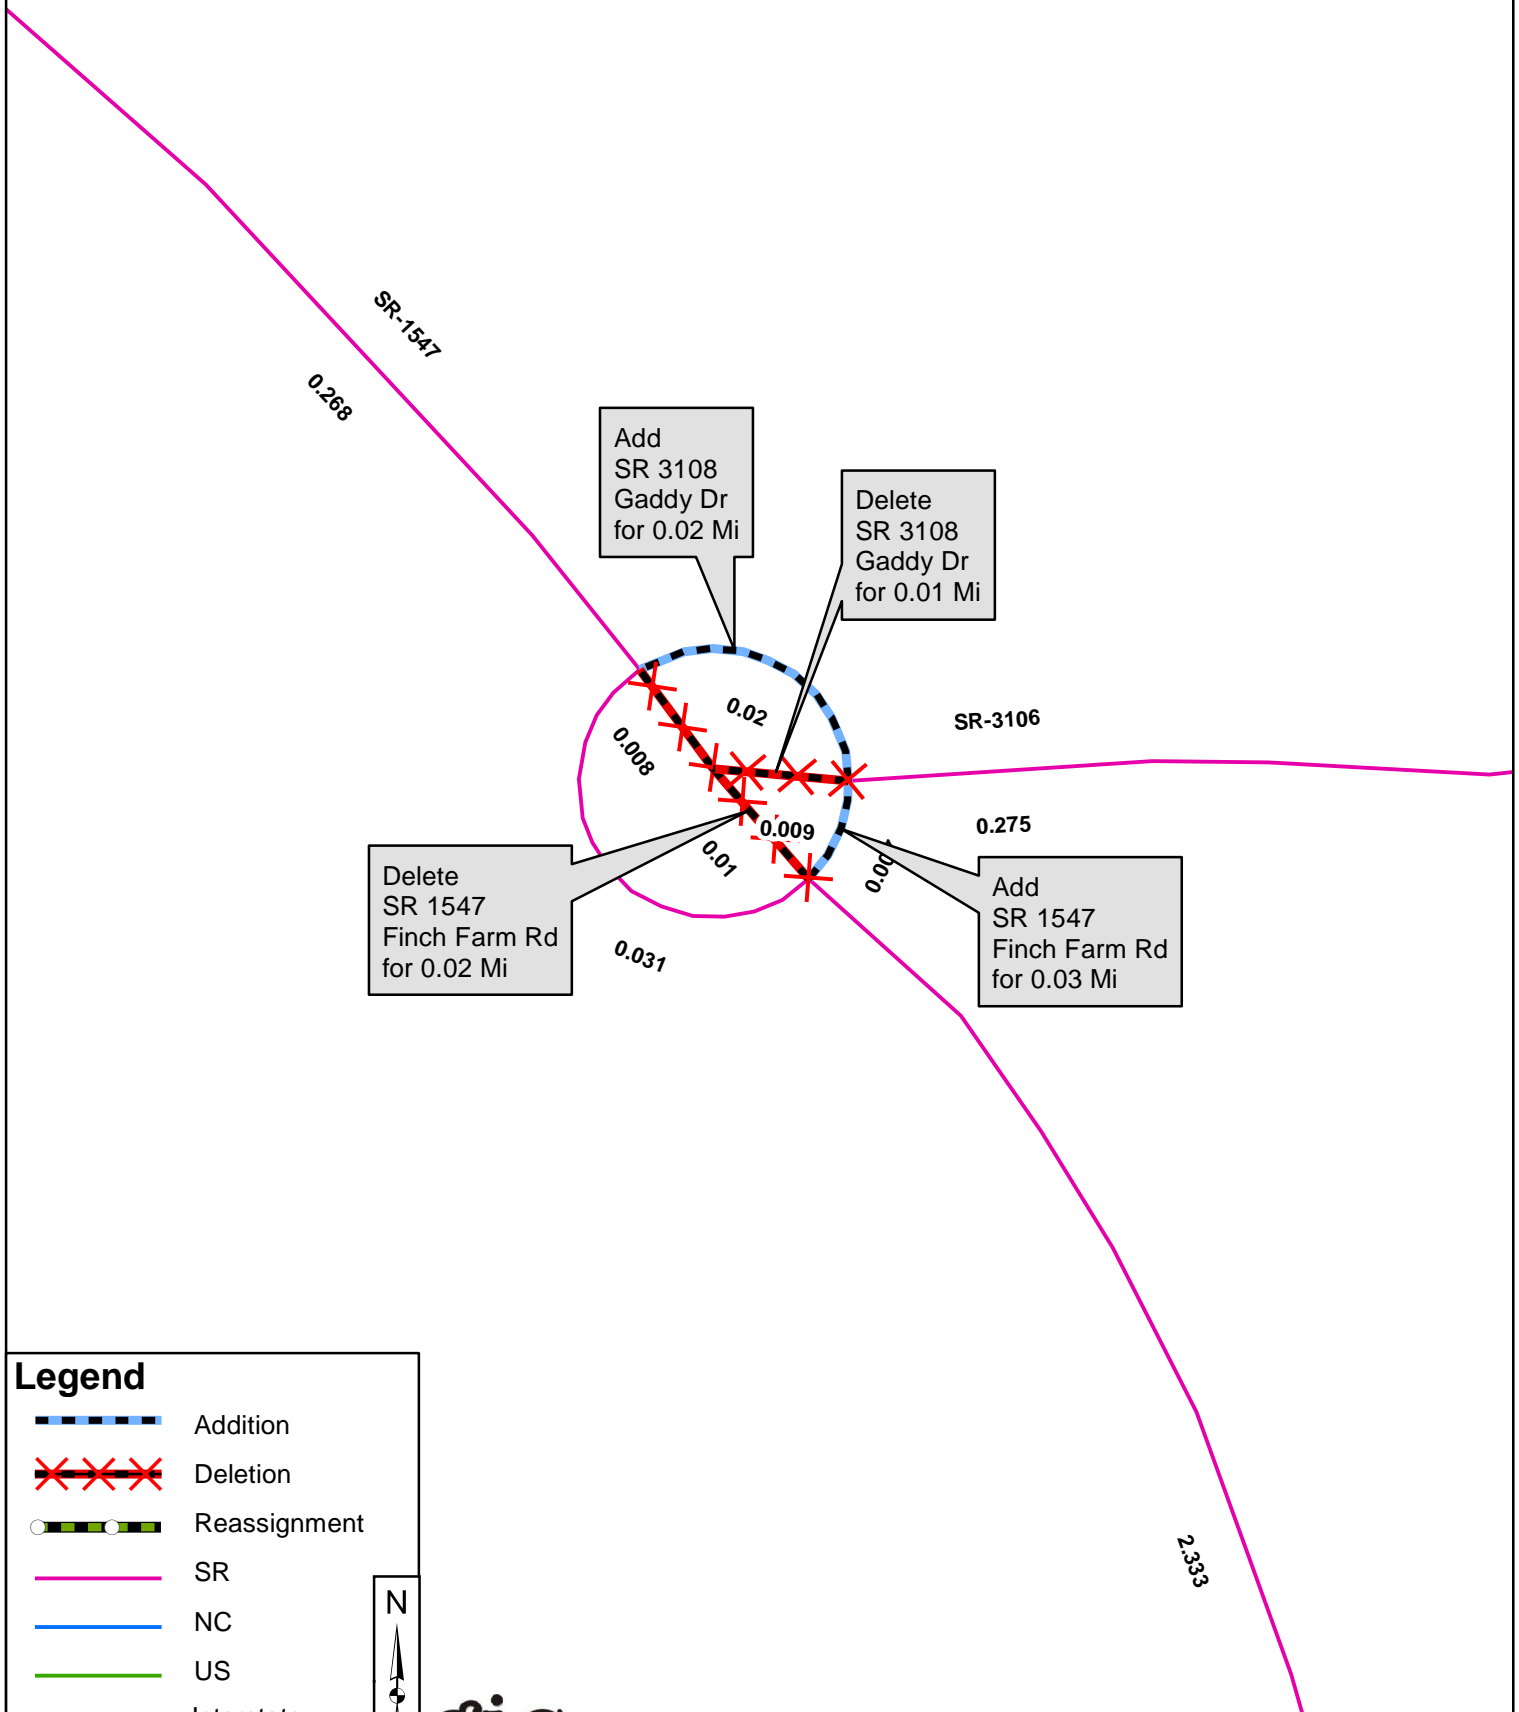 SR-1547
0.268
Add
SR 3108
Gaddy Dr
for 0.02 Mi
Delete
SR 3108
Gaddy Dr
for 0.01 Mi
0.02
SR-3106
0.008
0.009
0.275
0.01
Delete
SR 1547
Finch Farm Rd
for 0.02 Mi
Add
SR 1547
Finch Farm Rd
for 0.03 Mi
0.031
2.333
Legend
Addition
Deletion
Reassignment
SR
NC
US
N